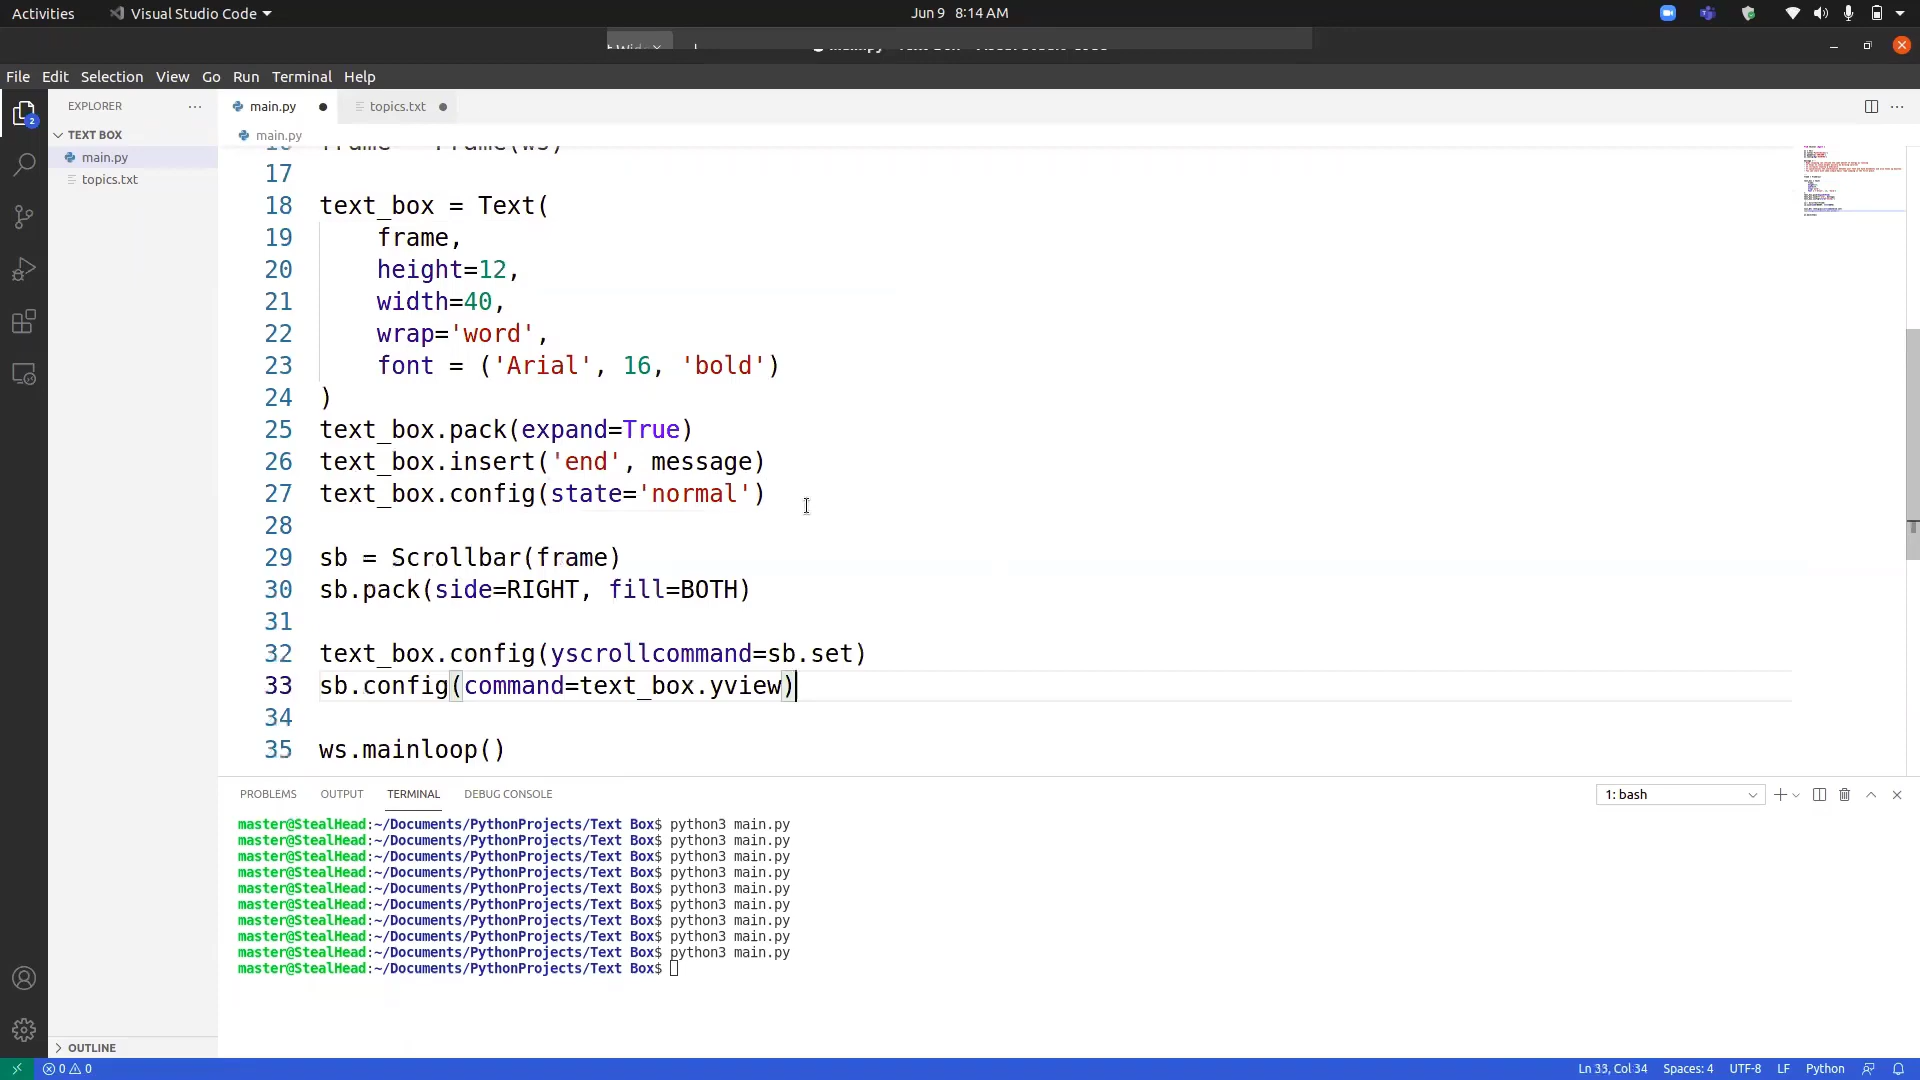 Activities Visual Studio Code Jun 9 8:14 AM
File Edit Selection View Go Run Terminal Help
EXPLORER main.py topics.txt
TEXT BOX main.py
main.py
topics.txt
2
17
18 text_box = Text(
19 frame,
20 height=12,
21 width=40,
22 wrap='word',
23 font = ('Arial', 16, 'bold')
24 )
25 text_box.pack(expand=True)
26 text_box.insert('end', message)
27 text_box.config(state='normal')
28
29 sb = Scrollbar(frame)
30 sb.pack(side=RIGHT, fill=BOTH)
31
32 text_box.config(yscrollcommand=sb.set)
33 sb.config(command=text_box.yview)
34
35 ws.mainloop()
PROBLEMS OUTPUT TERMINAL DEBUG CONSOLE 1: bash
master@StealHead:~/Documents/PythonProjects/Text Box$ python3 main.py
master@StealHead:~/Documents/PythonProjects/Text Box$ python3 main.py
master@StealHead:~/Documents/PythonProjects/Text Box$ python3 main.py
master@StealHead:~/Documents/PythonProjects/Text Box$ python3 main.py
master@StealHead:~/Documents/PythonProjects/Text Box$ python3 main.py
master@StealHead:~/Documents/PythonProjects/Text Box$ python3 main.py
master@StealHead:~/Documents/PythonProjects/Text Box$ python3 main.py
master@StealHead:~/Documents/PythonProjects/Text Box$ python3 main.py
master@StealHead:~/Documents/PythonProjects/Text Box$ python3 main.py
master@StealHead:~/Documents/PythonProjects/Text Box$
OUTLINE
0 0 Ln 33, Col 34 Spaces: 4 UTF-8 LF Python